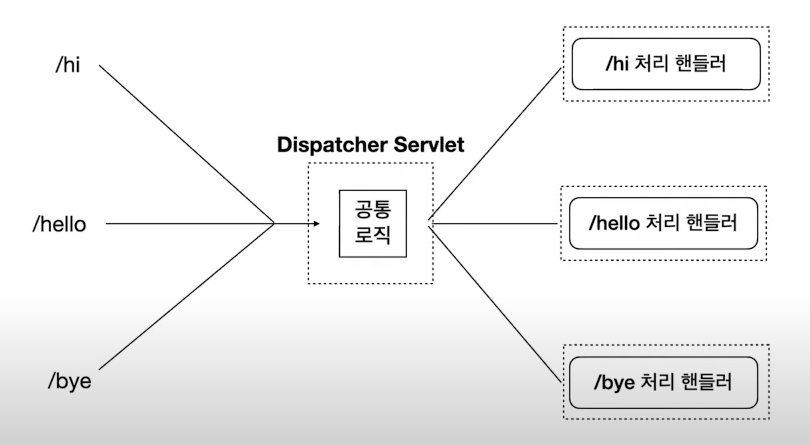 /hi
/hi 처리 핸들러
Dispatcher Servlet
공통
로직
/hello
/hello 처리 핸들러
/bye
/bye 처리 핸들러